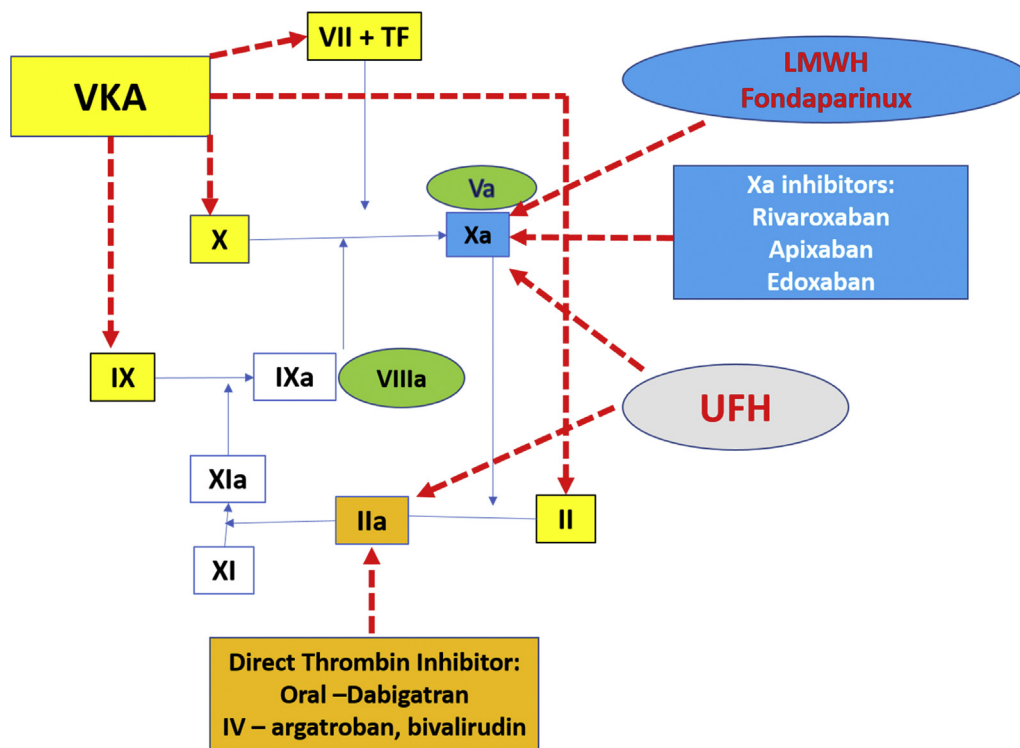 VII + TF
VKA
LMWH
Fondaparinux
Va
Xa inhibitors:
Rivaroxaban
Apixaban
Edoxaban
X
Xa
IX
IXa
VIIIa
UFH
XIa
IIa
II
XI
Direct Thrombin Inhibitor:
Oral –Dabigatran
IV – argatroban, bivalirudin